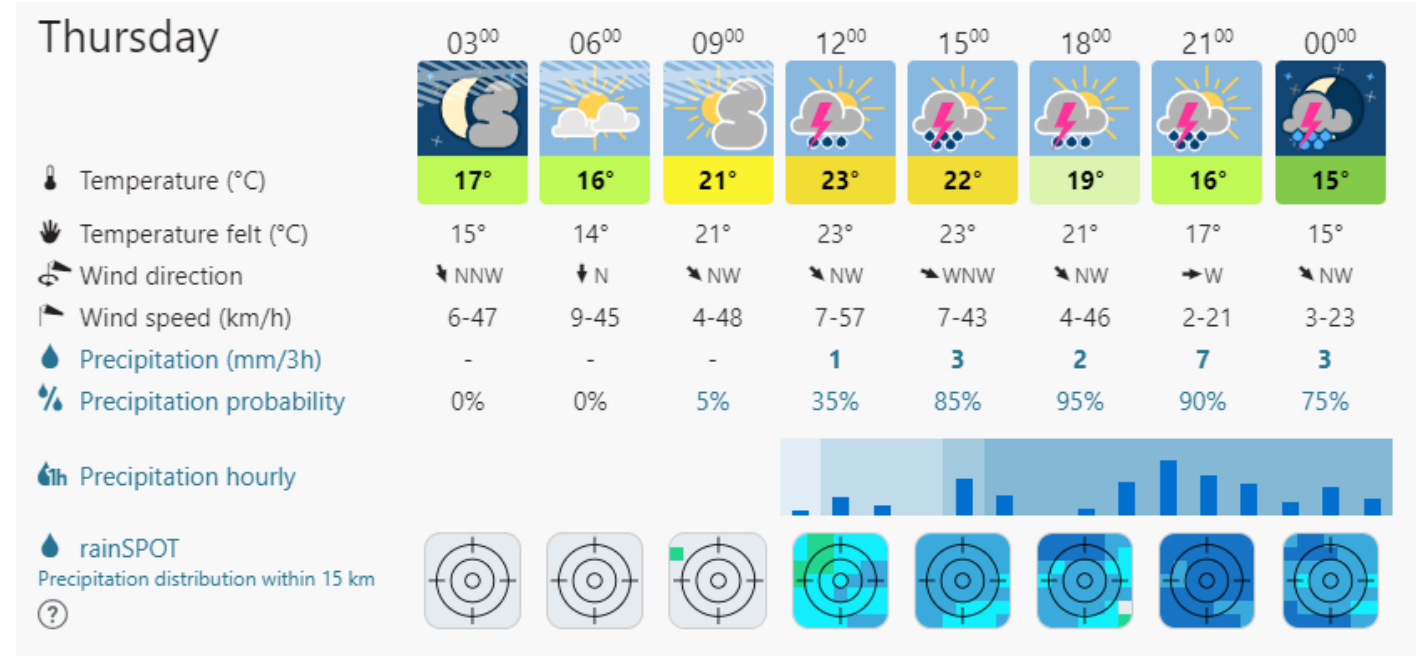 Thursday 03⁰⁰ 06⁰⁰ 09⁰⁰ 12⁰⁰ 15⁰⁰ 18⁰⁰ 21⁰⁰ 00⁰⁰
Temperature (°C) 17° 16° 21° 23° 22° 19° 16° 15°
Temperature felt (°C) 15° 14° 21° 23° 23° 21° 17° 15°
Wind direction NNW N NW NW WNW NW W NW
Wind speed (km/h) 6-47 9-45 4-48 7-57 7-43 4-46 2-21 3-23
Precipitation (mm/3h) - - - 1 3 2 7 3
Precipitation probability 0% 0% 5% 35% 85% 95% 90% 75%
1h Precipitation hourly
rainSPOT
Precipitation distribution within 15 km
?